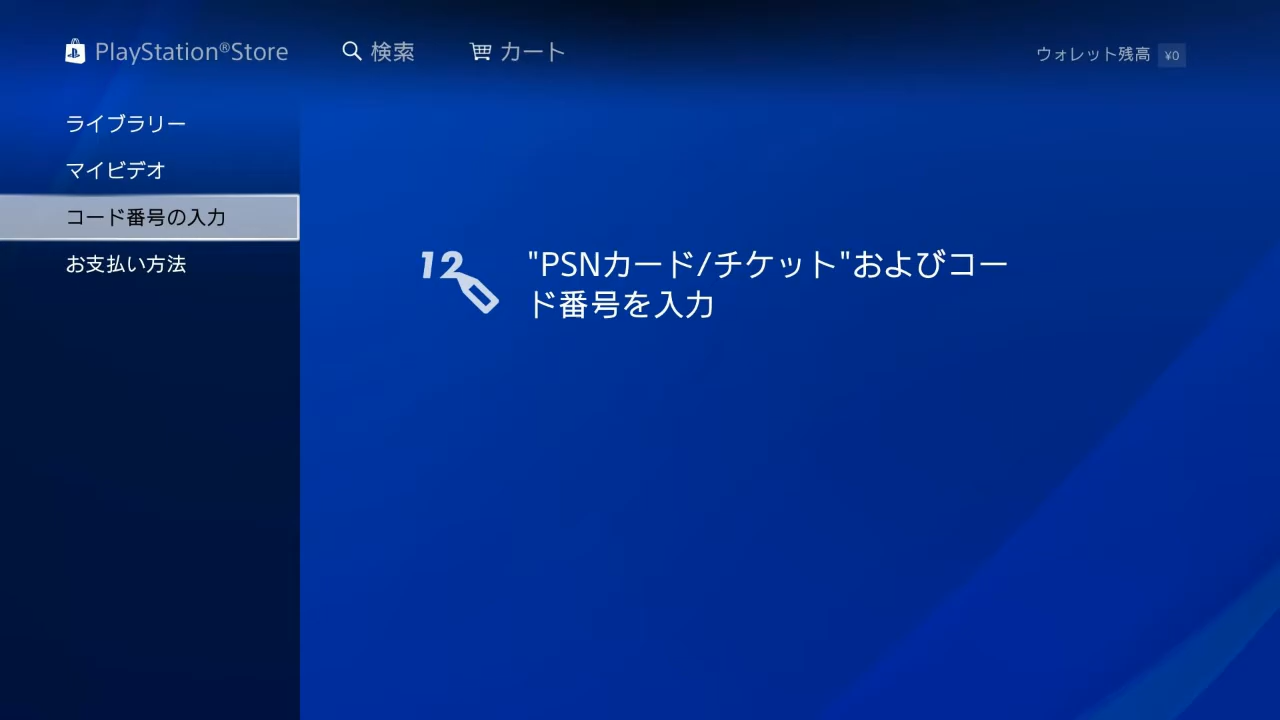 PlayStation®Store
検索
カート
ウォレット残高 ¥0
ライブラリー
マイビデオ
コード番号の入力
お支払い方法
12
"PSNカード/チケット"およびコー
ド番号を入力